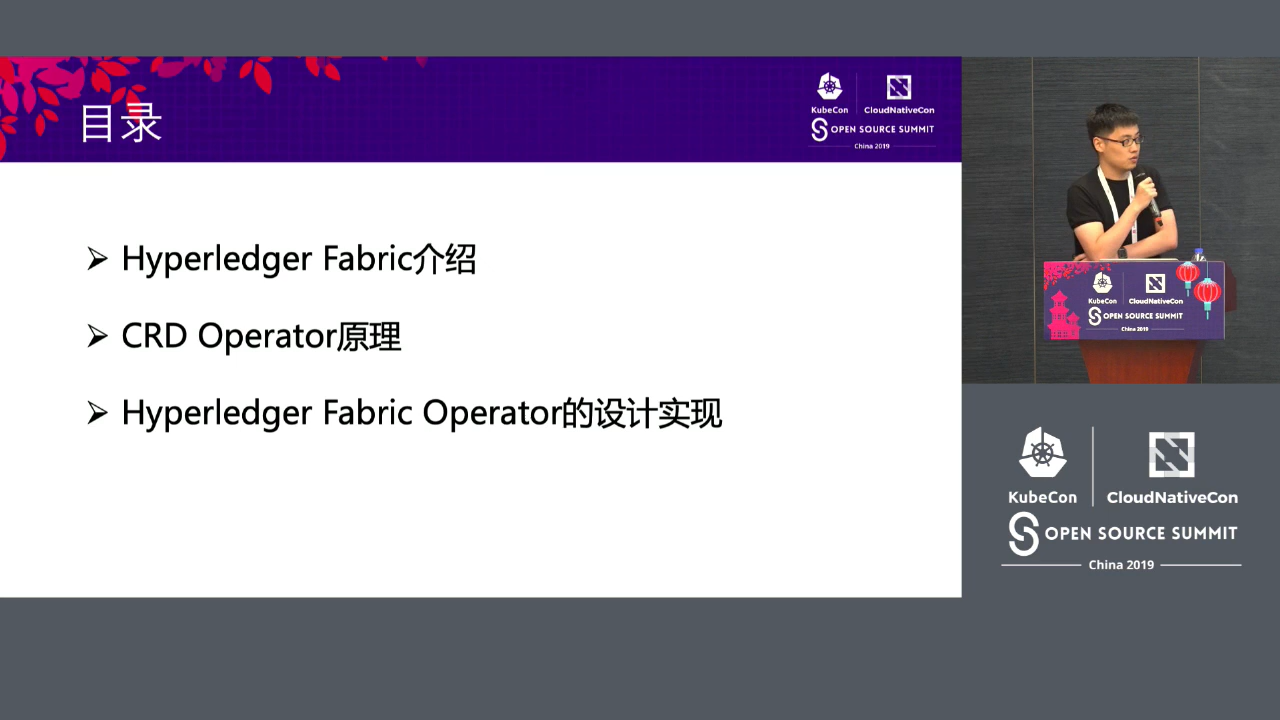 目录
KubeCon
CloudNativeCon
OPEN SOURCE SUMMIT
China 2019
Hyperledger Fabric介绍
CRD Operator原理
Hyperledger Fabric Operator的设计实现
KubeCon
CloudNativeCon
OPEN SOURCE SUMMIT
China 2019
KubeCon
CloudNativeCon
OPEN SOURCE SUMMIT
China 2019